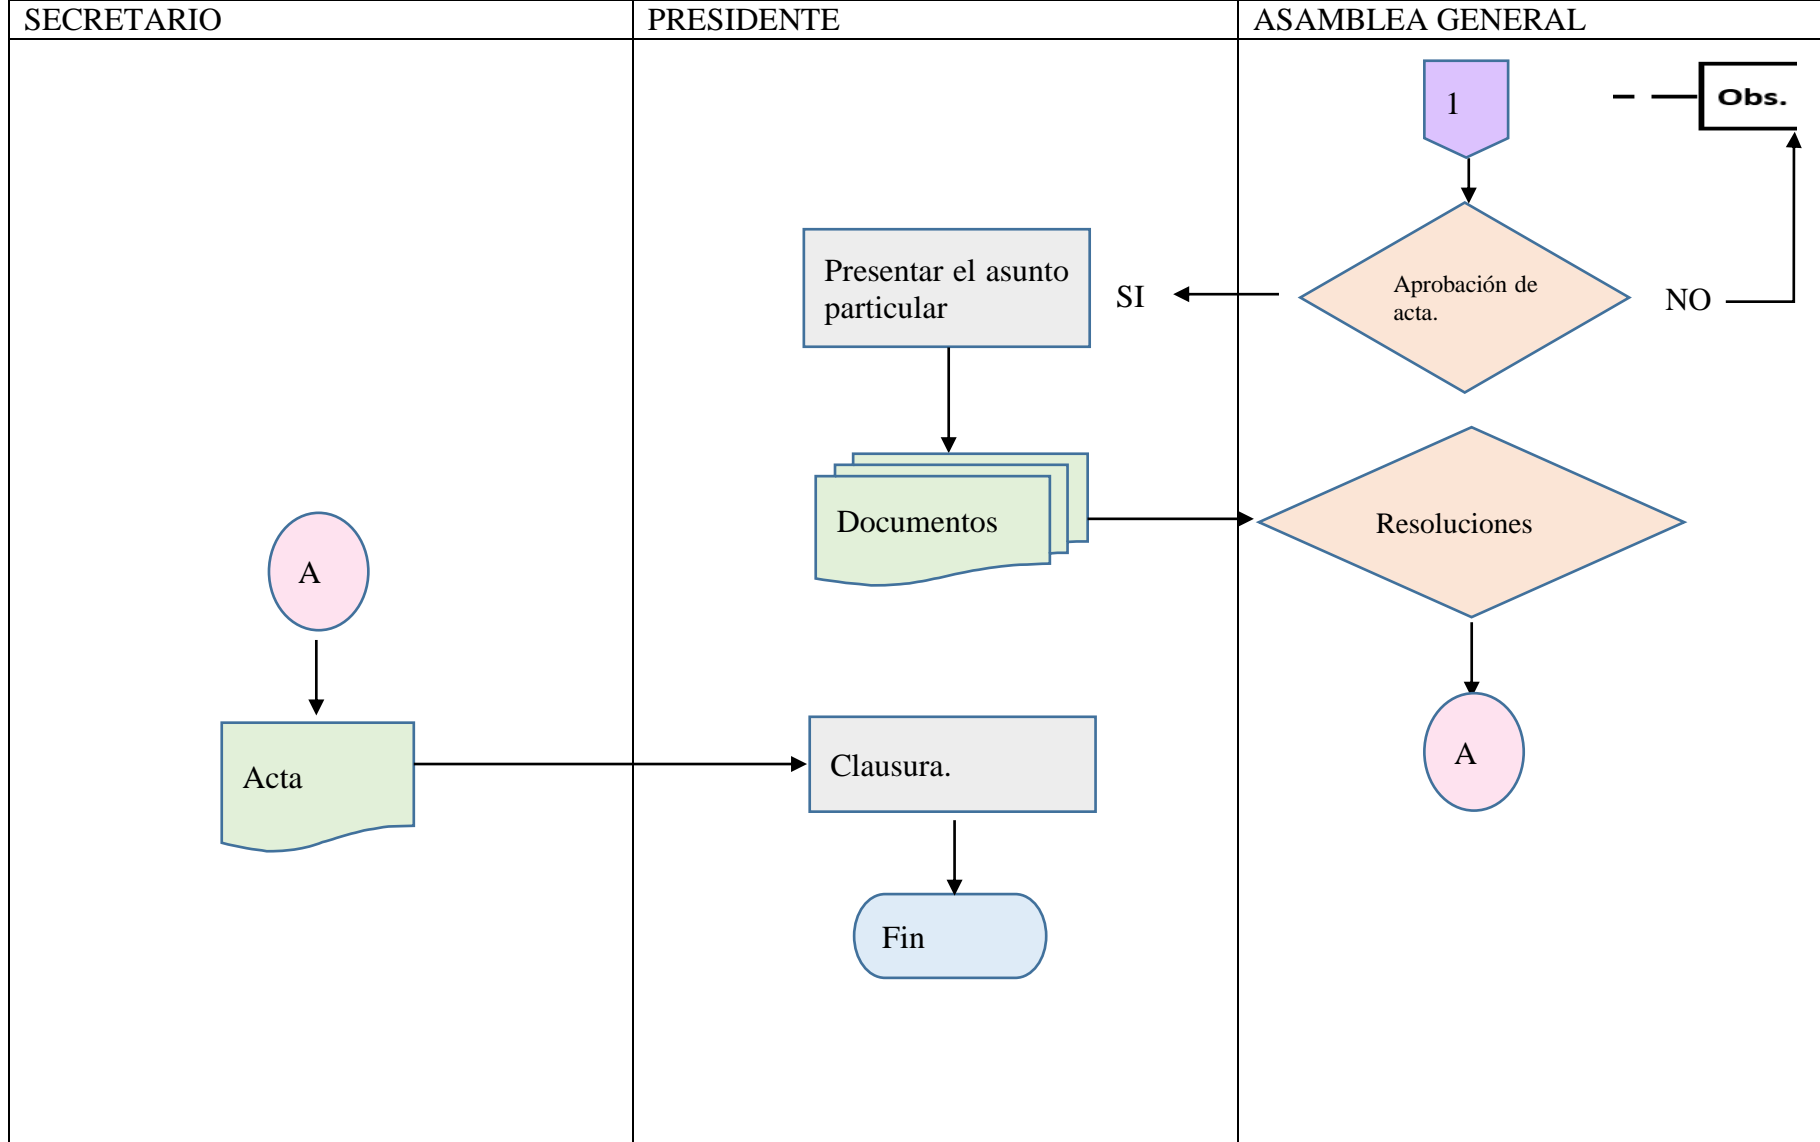 SECRETARIO
PRESIDENTE
ASAMBLEA GENERAL
1
Obs.
Presentar el asunto
particular
SI
Aprobación de
acta.
NO
Documentos
Resoluciones
A
Acta
Clausura.
A
Fin